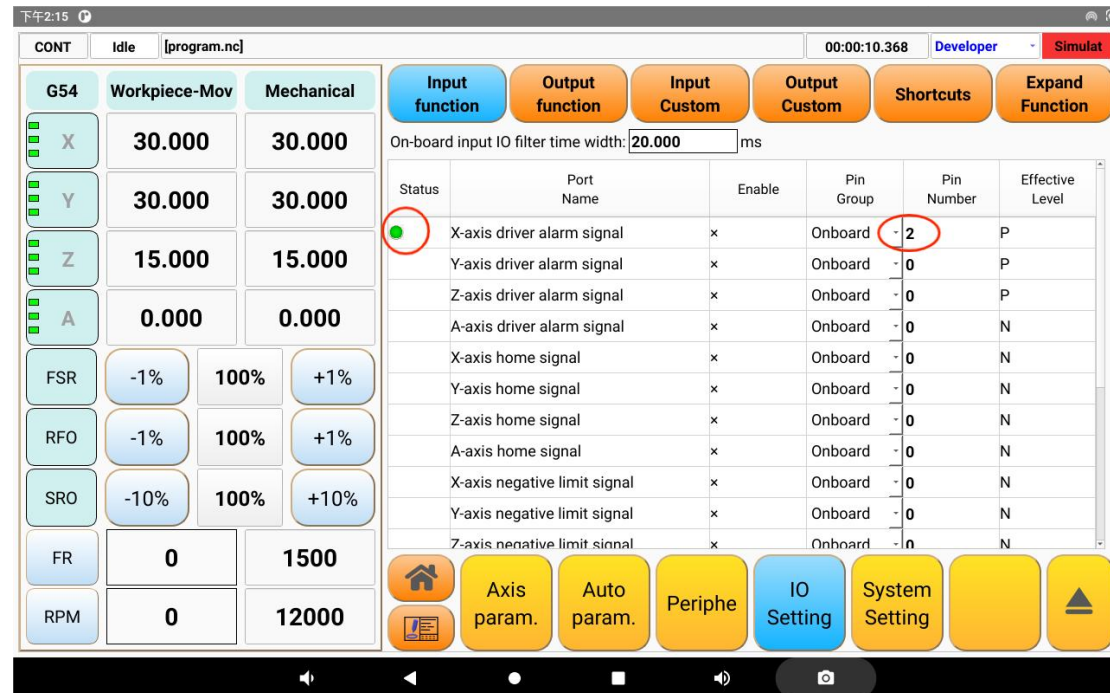 下午2:15
CONT Idle [program.nc] 00:00:10.368 Developer Simulat
G54 Workpiece-Mov Mechanical
X 30.000 30.000
Y 30.000 30.000
Z 15.000 15.000
A 0.000 0.000
FSR -1% 100% +1%
RFO -1% 100% +1%
SRO -10% 100% +10%
FR 0 1500
RPM 0 12000
Input function
Output function
Input Custom
Output Custom
Shortcuts
Expand Function
On-board input IO filter time width: 20.000 ms
Status Port Name Enable Pin Group Pin Number Effective Level
X-axis driver alarm signal × Onboard 2 P
Y-axis driver alarm signal × Onboard 0 P
Z-axis driver alarm signal × Onboard 0 P
A-axis driver alarm signal × Onboard 0 N
X-axis home signal × Onboard 0 N
Y-axis home signal × Onboard 0 N
Z-axis home signal × Onboard 0 N
A-axis home signal × Onboard 0 N
X-axis negative limit signal × Onboard 0 N
Y-axis negative limit signal × Onboard 0 N
Z-axis negative limit signal × Onboard 0 N
Axis param.
Auto param.
Periphe
IO Setting
System Setting